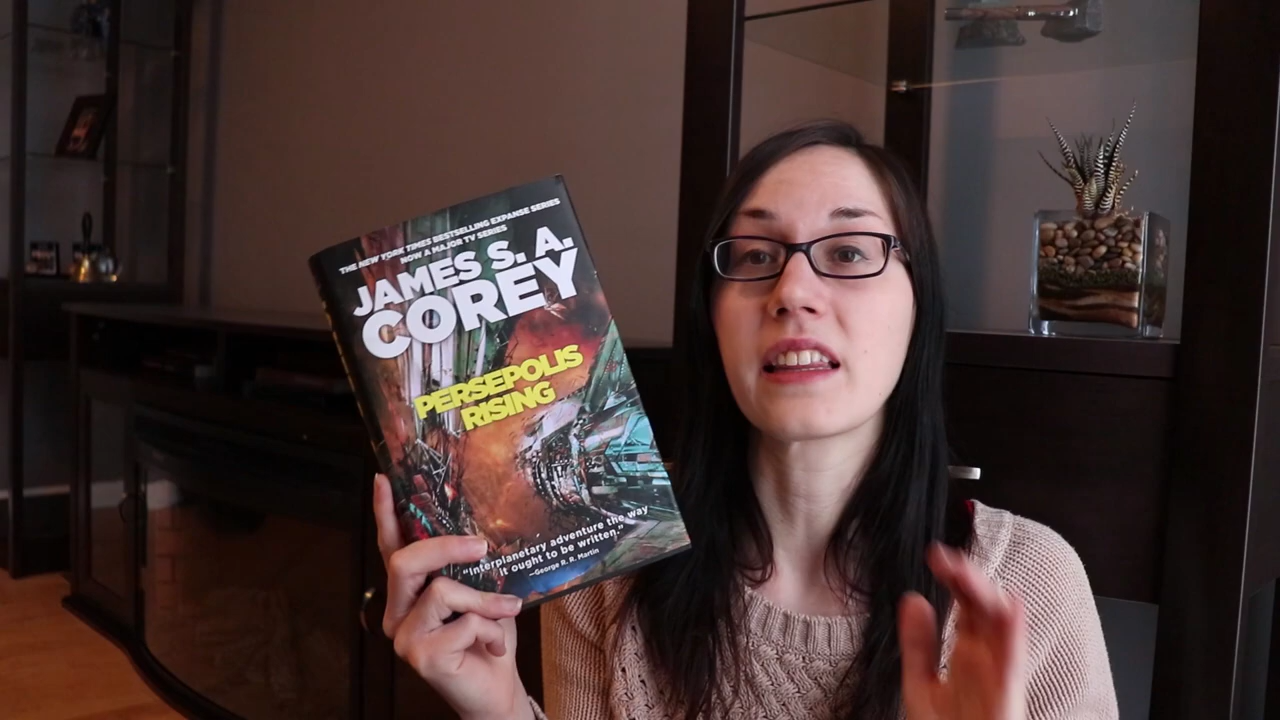 THE NEW YORK TIMES BESTSELLING EXPANSE SERIES
NOW A MAJOR TV SERIES
JAMES S. A.
COREY
PERSEPOLIS
RISING
"Interplanetary adventure the way
it ought to be written."
—George R. R. Martin